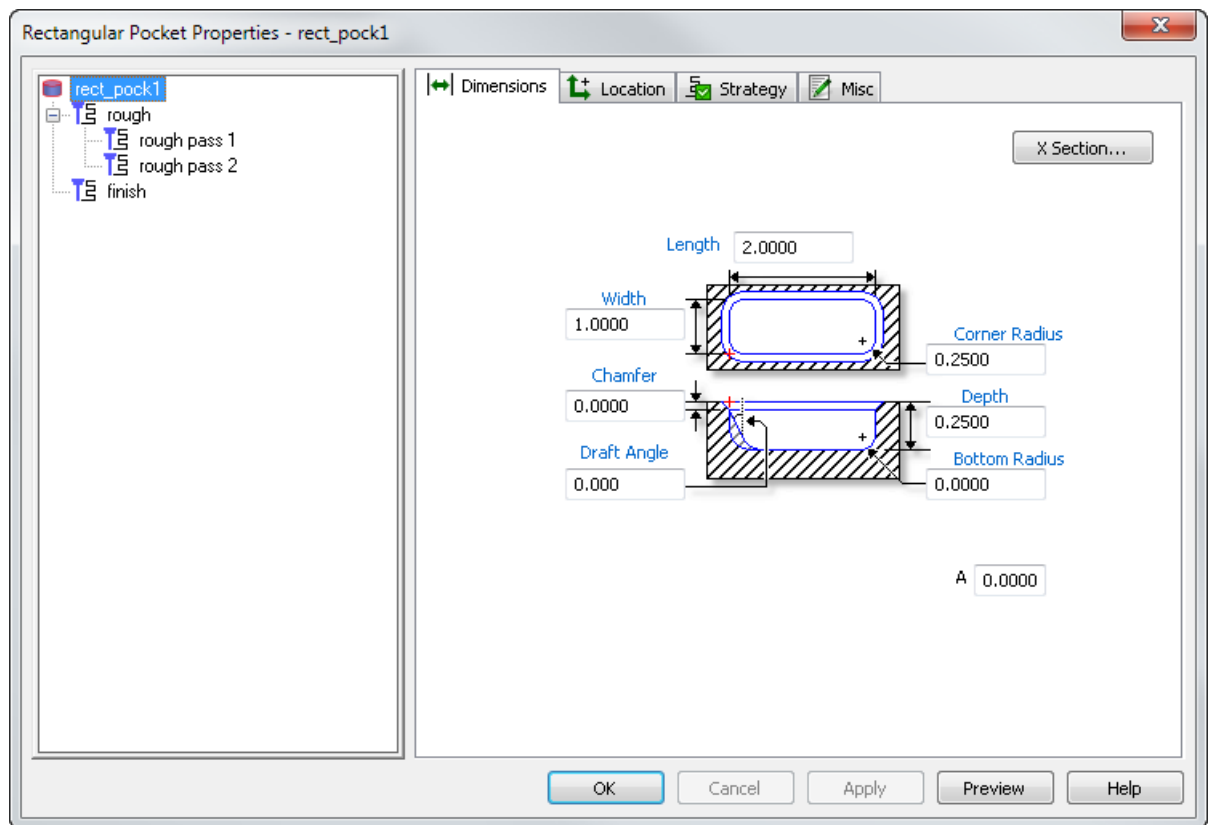 Rectangular Pocket Properties - rect_pock1
rect_pock1
rough
rough pass 1
rough pass 2
finish
Dimensions
Location
Strategy
Misc
X Section...
Length
2.0000
Width
1.0000
Corner Radius
0.2500
Chamfer
0.0000
Depth
0.2500
Draft Angle
0.000
Bottom Radius
0.0000
A
0.0000
OK
Cancel
Apply
Preview
Help